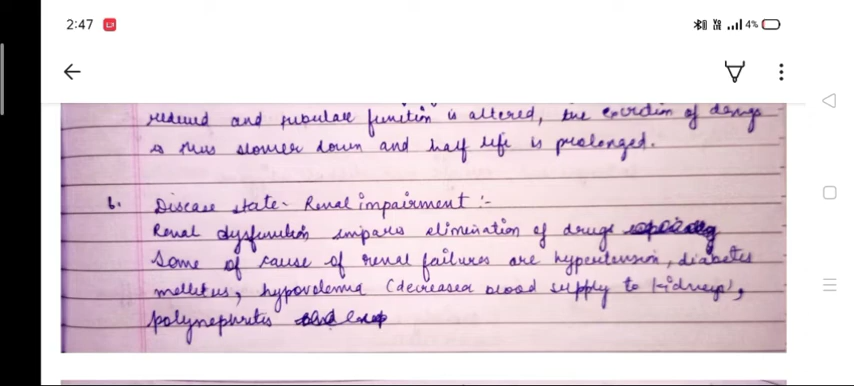 2:47
4%
reduced and tubular function is altered, the excretion of drugs
is thus slower down and half life is prolonged.
6. Disease state - Renal impairment :-
Renal dysfunction impairs elimination of drugs
Some of cause of renal failures are hypertension, diabetes
mellitus, hypovolemia (decreased blood supply to kidneys),
polynephritis